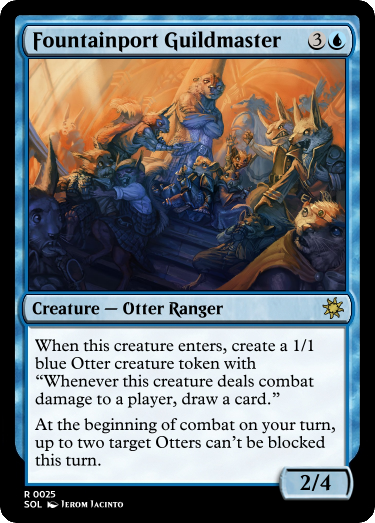 Fountainport Guildmaster 3
Creature — Otter Ranger
When this creature enters, create a 1/1
blue Otter creature token with
“Whenever this creature deals combat
damage to a player, draw a card.”
At the beginning of combat on your turn,
up to two target Otters can’t be blocked
this turn.
2/4
R 0025
SOL Jerom Jacinto